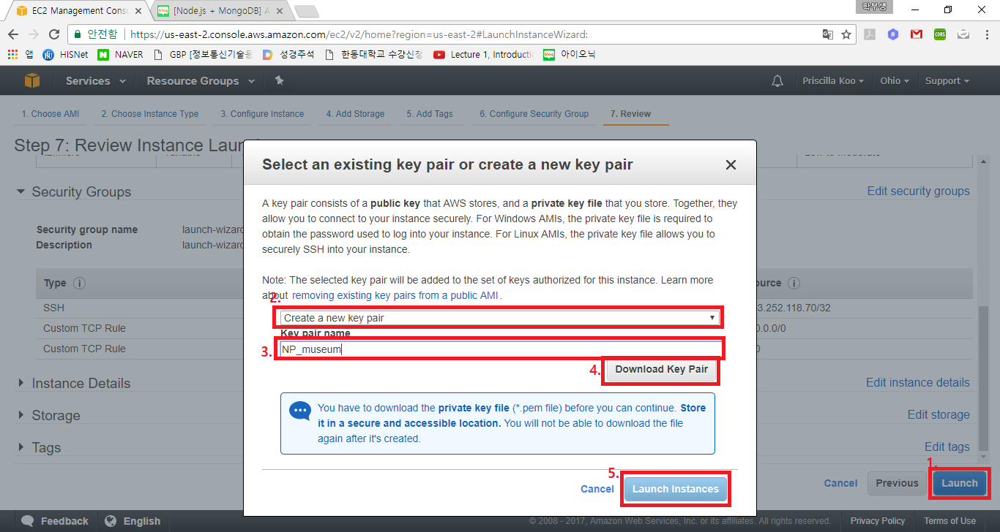 EC2 Management Conso
[Node.js + MongoDB] A
학부생
안전함
https://us-east-2.console.aws.amazon.com/ec2/v2/home?region=us-east-2#LaunchInstanceWizard:
앱
HISNet
NAVER
GBP [정보통신기술융
성경주석
한동대학교 수강신청
Lecture 1, Introductio
아이오닉
Services
Resource Groups
Priscilla Koo
Ohio
Support
1. Choose AMI
2. Choose Instance Type
3. Configure Instance
4. Add Storage
5. Add Tags
6. Configure Security Group
7. Review
Step 7: Review Instance Laun
Security Groups
Edit security groups
Security group name
launch-wizard
Description
launch-wizard
Type
ource
SSH
3.252.118.70/32
Custom TCP Rule
0.0.0/0
Custom TCP Rule
Instance Details
Edit instance details
Storage
Edit storage
Tags
Edit tags
Select an existing key pair or create a new key pair
A key pair consists of a public key that AWS stores, and a private key file that you store. Together, they
allow you to connect to your instance securely. For Windows AMIs, the private key file is required to
obtain the password used to log into your instance. For Linux AMIs, the private key file allows you to
securely SSH into your instance.
Note: The selected key pair will be added to the set of keys authorized for this instance. Learn more
about removing existing key pairs from a public AMI.
2.
Create a new key pair
Key pair name
3.
NP_museum
4.
Download Key Pair
You have to download the private key file (*.pem file) before you can continue. Store
it in a secure and accessible location. You will not be able to download the file
again after it's created.
5.
Cancel
Launch Instances
1.
Cancel
Previous
Launch
Feedback
English
© 2008 - 2017, Amazon Web Services, Inc. or its affiliates. All rights reserved.
Privacy Policy
Terms of Use